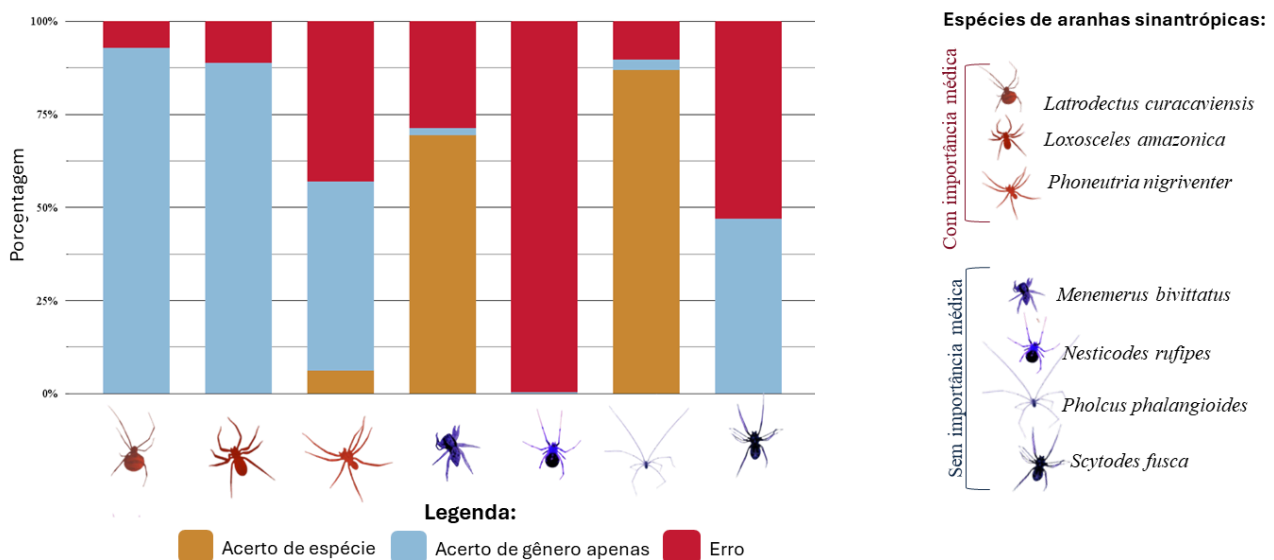 100%
75%
50%
25%
0%
Porcentagem
Legenda:
Acerto de espécie
Acerto de gênero apenas
Erro
Espécies de aranhas sinantrópicas:
Com importância médica
Latrodectus curacaviensis
Loxosceles amazonica
Phoneutria nigriventer
Sem importância médica
Menemerus bivittatus
Nesticodes rufipes
Pholcus phalangioides
Scytodes fusca